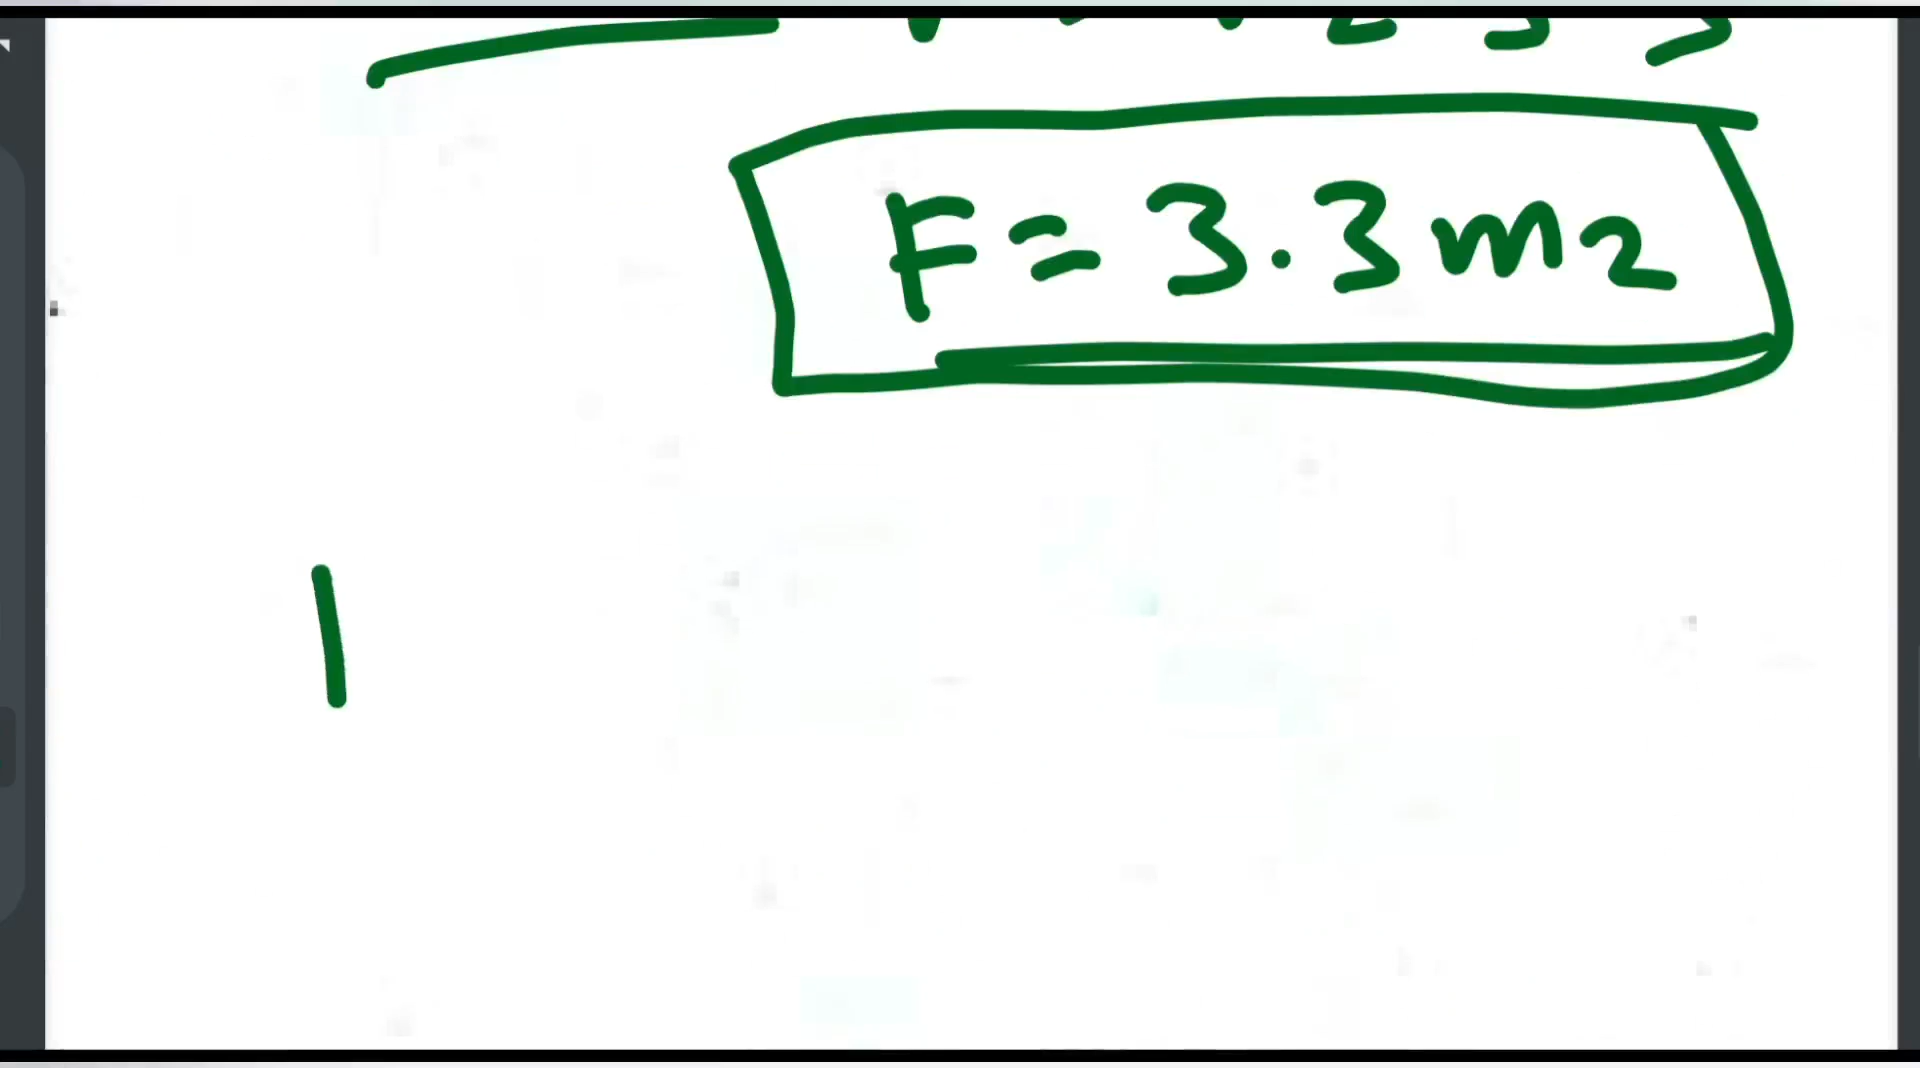 F = 3.3m2
|